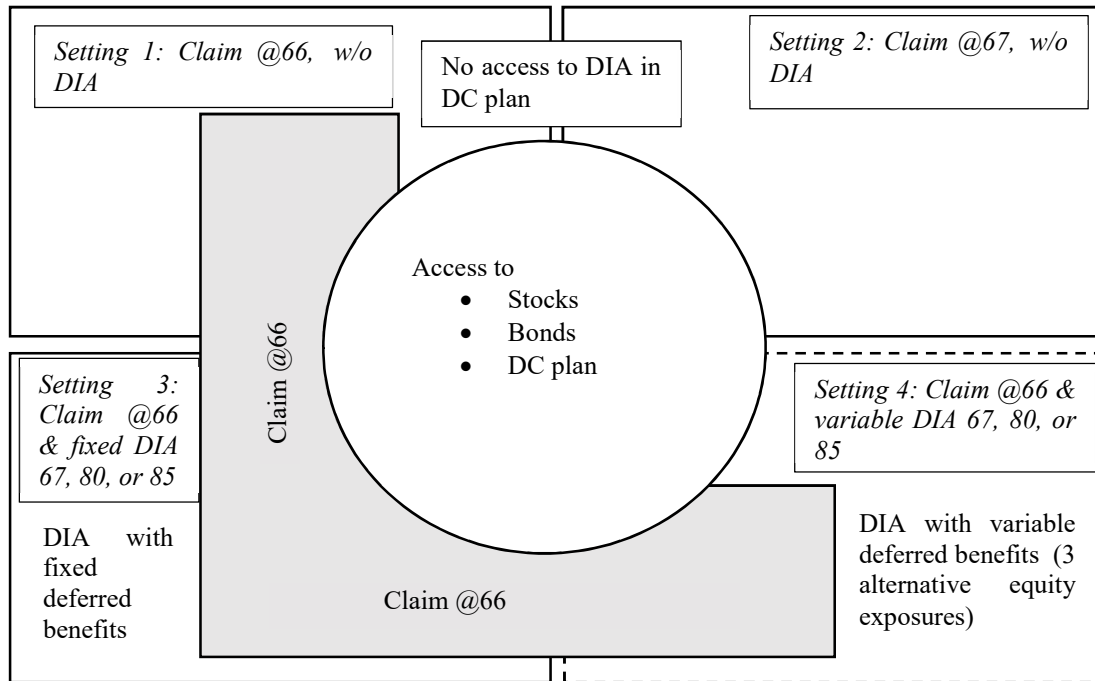 Setting 1: Claim @66, w/o
DIA
No access to DIA in
DC plan
Setting 2: Claim @67, w/o
DIA
Access to
• Stocks
• Bonds
• DC plan
Claim @66
Setting 3:
Claim @66
& fixed DIA
67, 80, or 85
Setting 4: Claim @66 &
variable DIA 67, 80, or
85
DIA with
fixed
deferred
benefits
Claim @66
DIA with variable
deferred benefits (3
alternative equity
exposures)